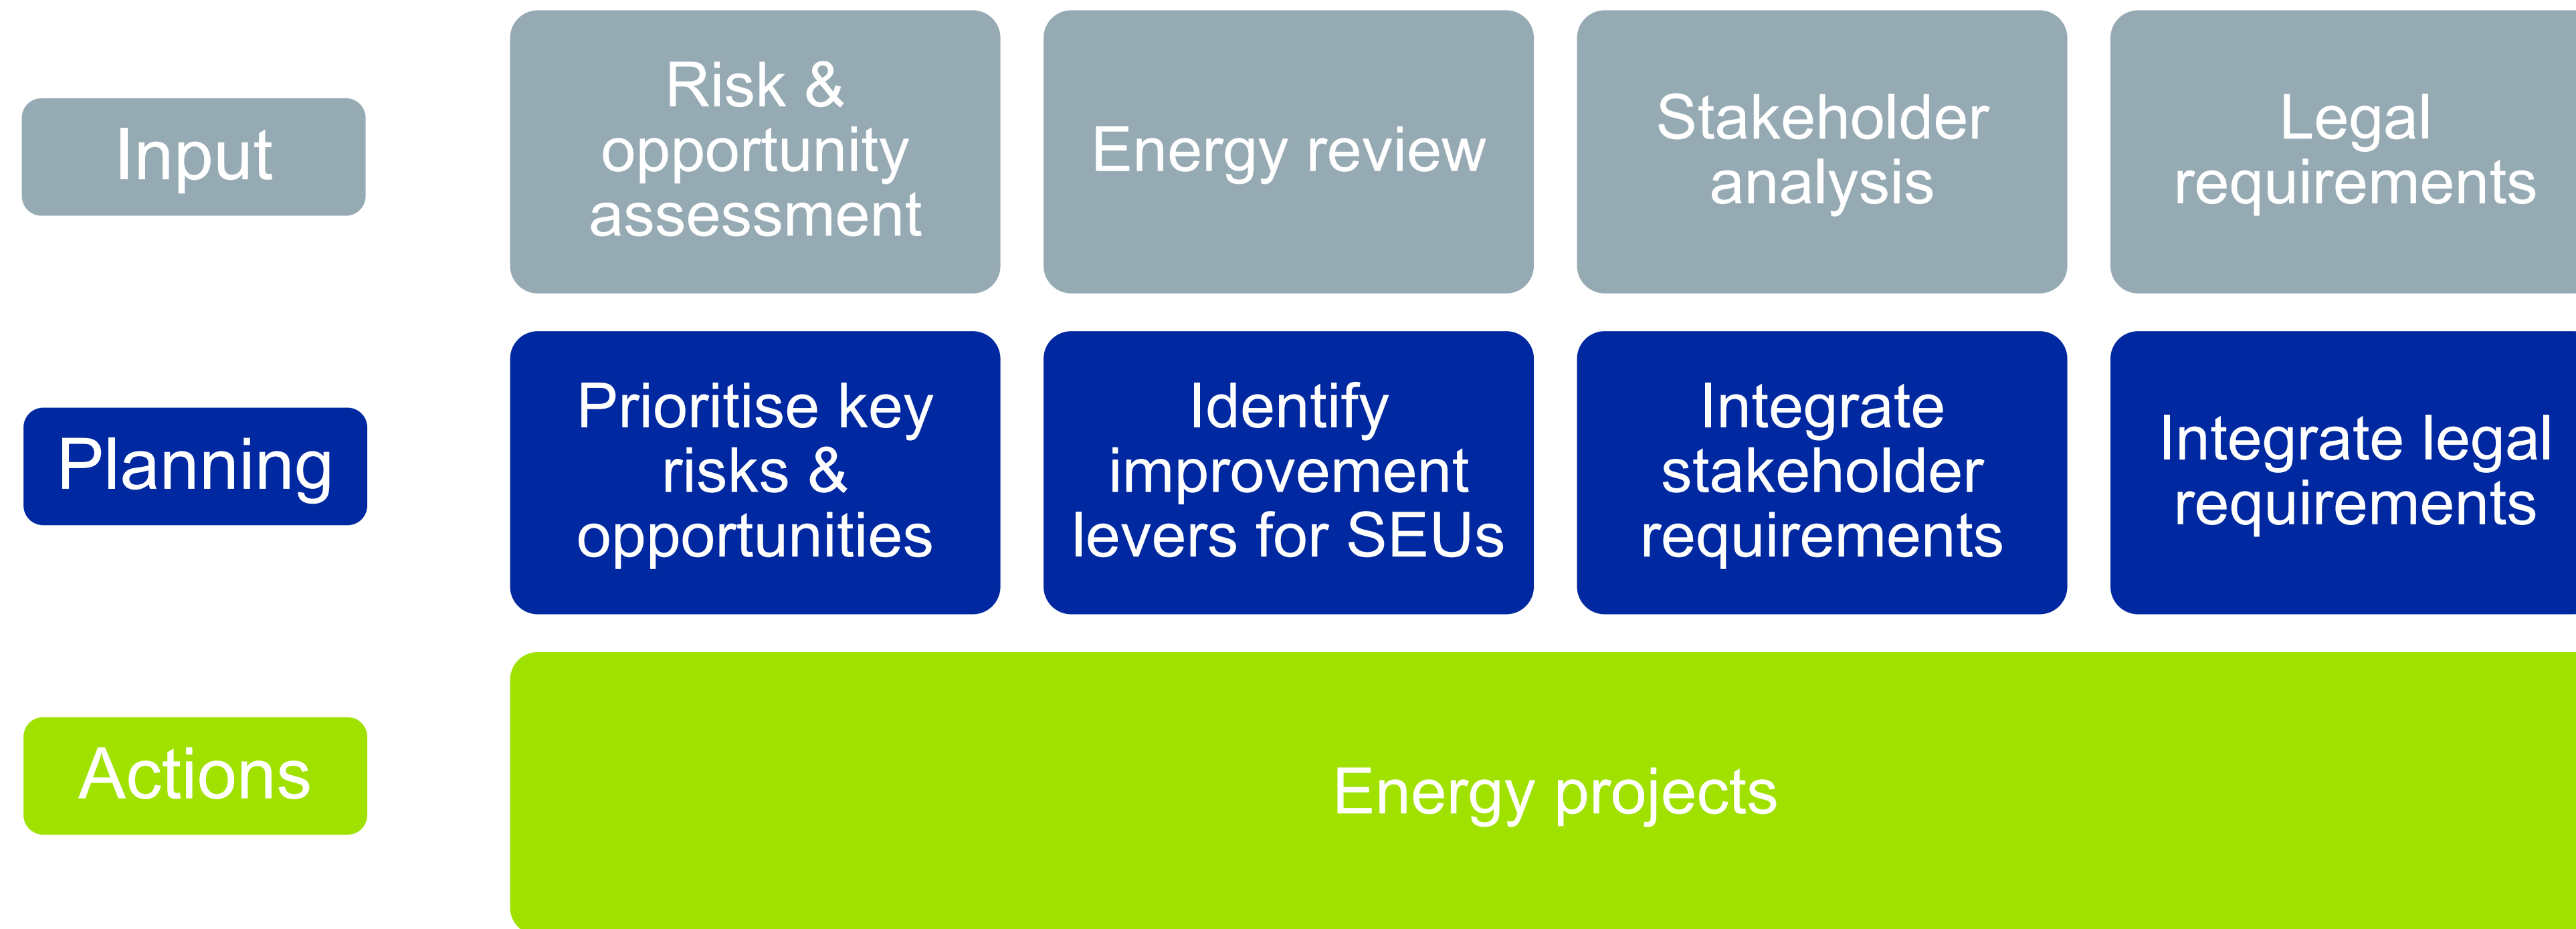 Input
Risk &
opportunity
assessment
Energy review
Stakeholder
analysis
Legal
requirements
Planning
Prioritise key
risks &
opportunities
Identify
improvement
levers for SEUs
Integrate
stakeholder
requirements
Integrate legal
requirements
Actions
Energy projects